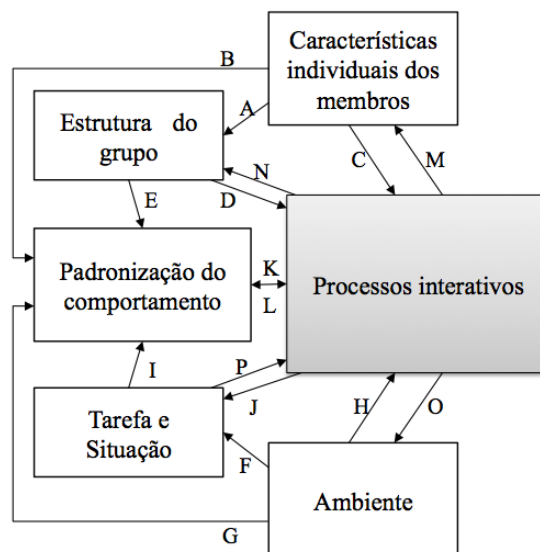 B
Características
individuais dos
membros
A
Estrutura do
grupo
C
M
N
E
D
Padronização do
comportamento
K
L
Processos interativos
I
P
J
H
O
Tarefa e
Situação
F
Ambiente
G